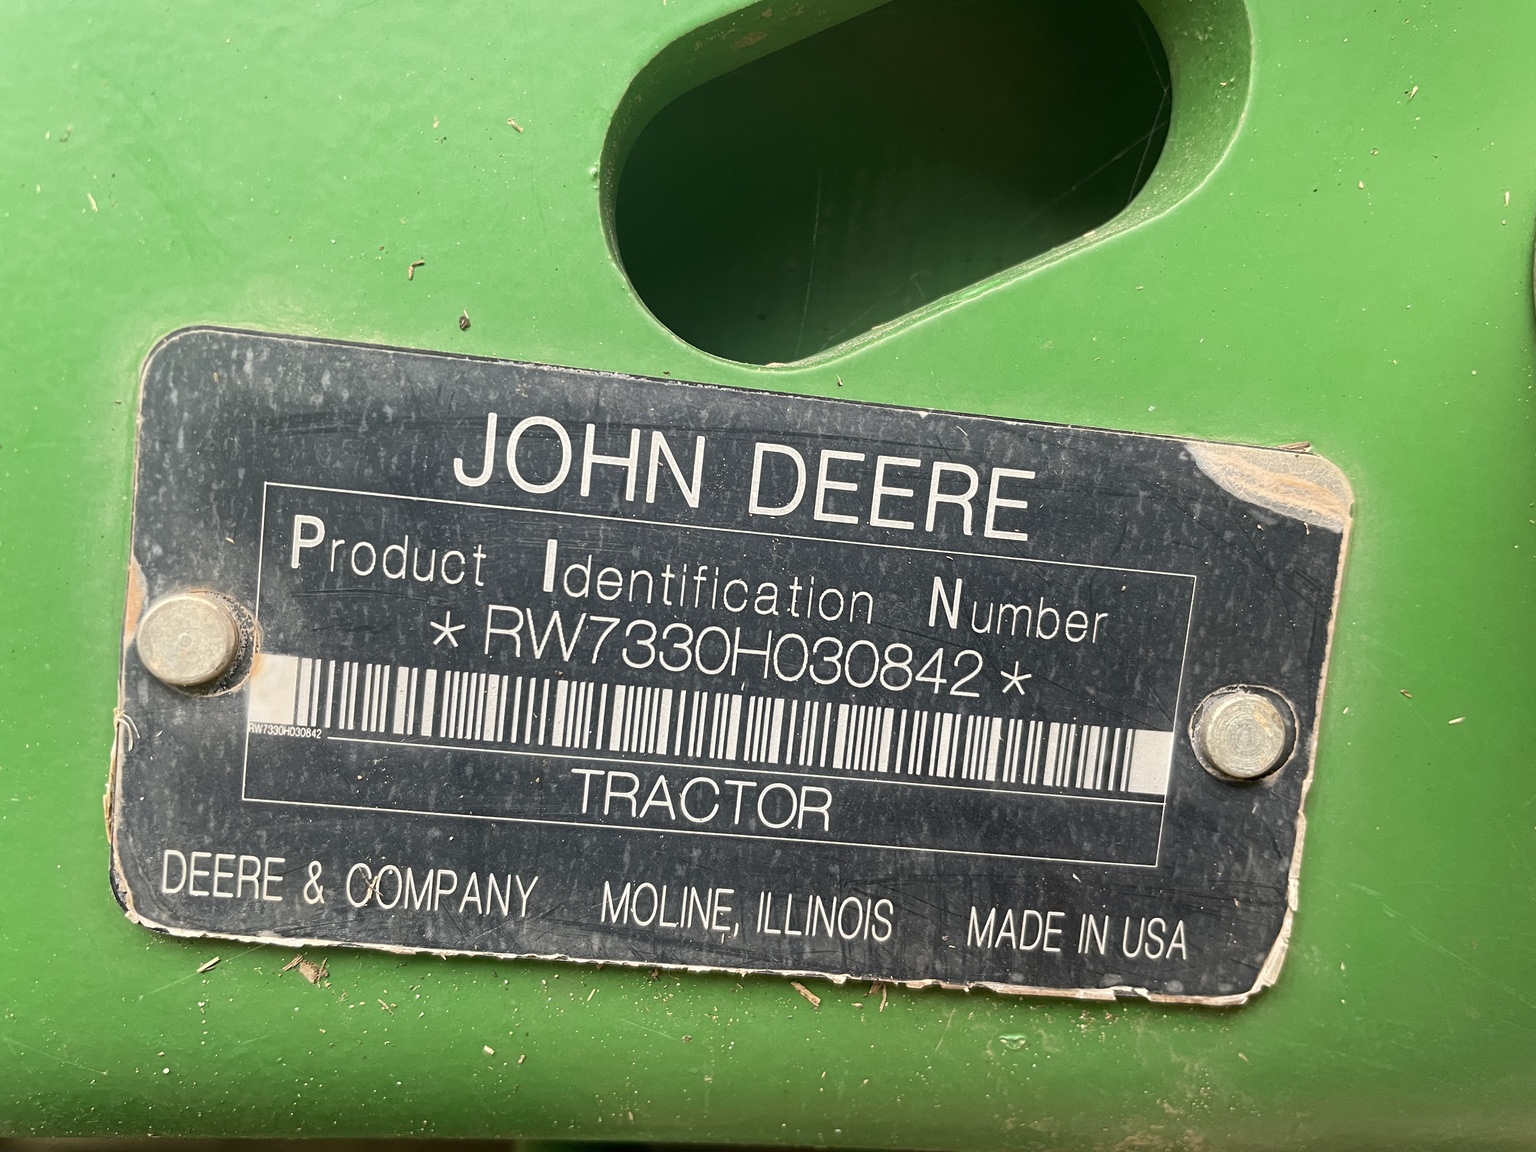 JOHN DEERE
Product Identification Number
*RW7330H030842*
RW7330H030842
TRACTOR
DEERE & COMPANY MOLINE, ILLINOIS MADE IN USA